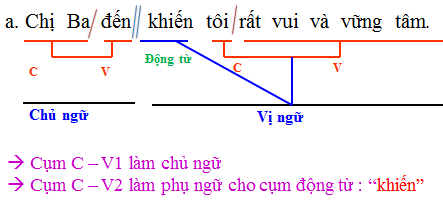 a. Chị Ba/ đến// khiến tôi/ rất vui và vững tâm.
C V Động từ C V
Chủ ngữ Vị ngữ
→ Cụm C – V1 làm chủ ngữ
→ Cụm C – V2 làm phụ ngữ cho cụm động từ : “khiến”